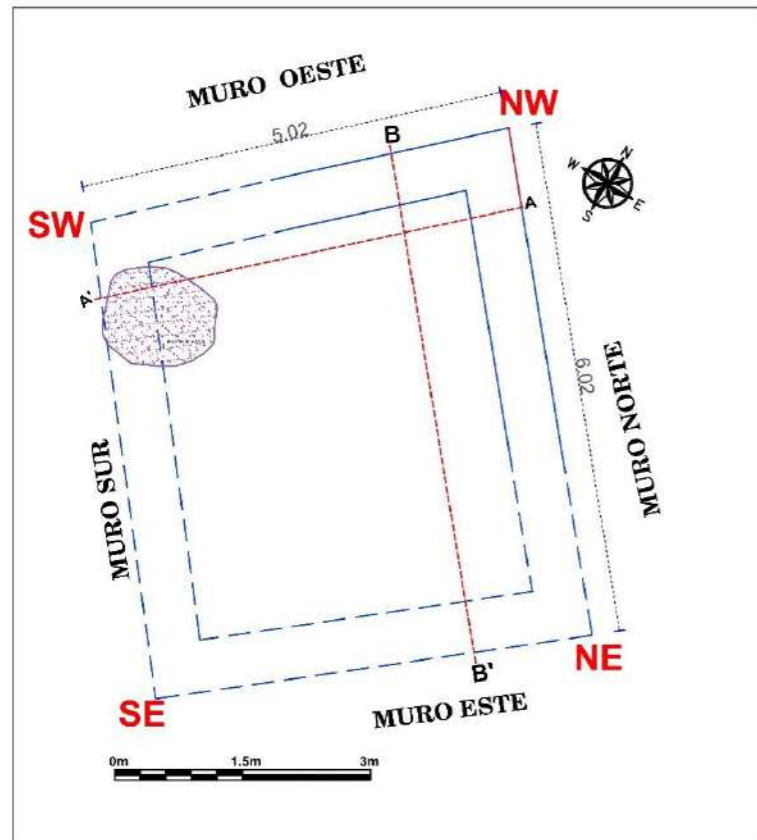 MURO OESTE
NW
5.02
B
N
W
E
S
SW
A
A'
6.02
MURO NORTE
MURO SUR
B'
NE
SE
MURO ESTE
0m
1.5m
3m